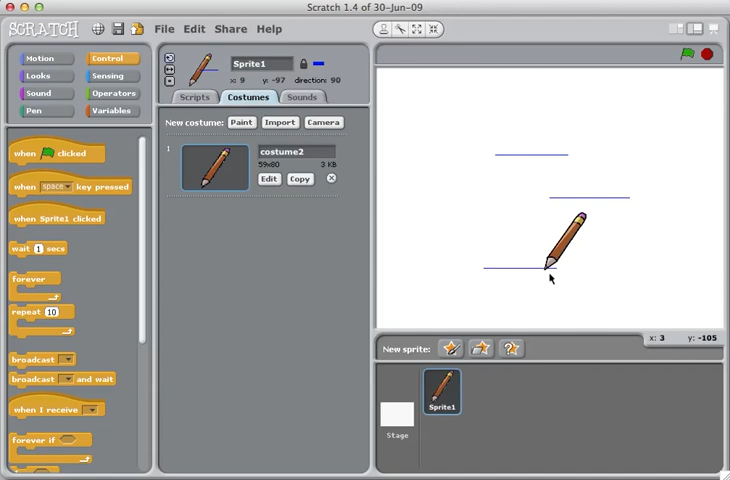 Scratch 1.4 of 30-Jun-09
SCRATCH File Edit Share Help
Motion Control
Looks Sensing
Sound Operators
Pen Variables
when clicked
when space key pressed
when Sprite1 clicked
wait 1 secs
forever
repeat 10
broadcast
broadcast and wait
when I receive
forever if
Sprite1
x: 9 y: -97 direction: 90
Scripts Costumes Sounds
New costume: Paint Import Camera
1
costume2
59x80 3 KB
Edit Copy
x: 3 y: -105
New sprite:
Sprite1
Stage